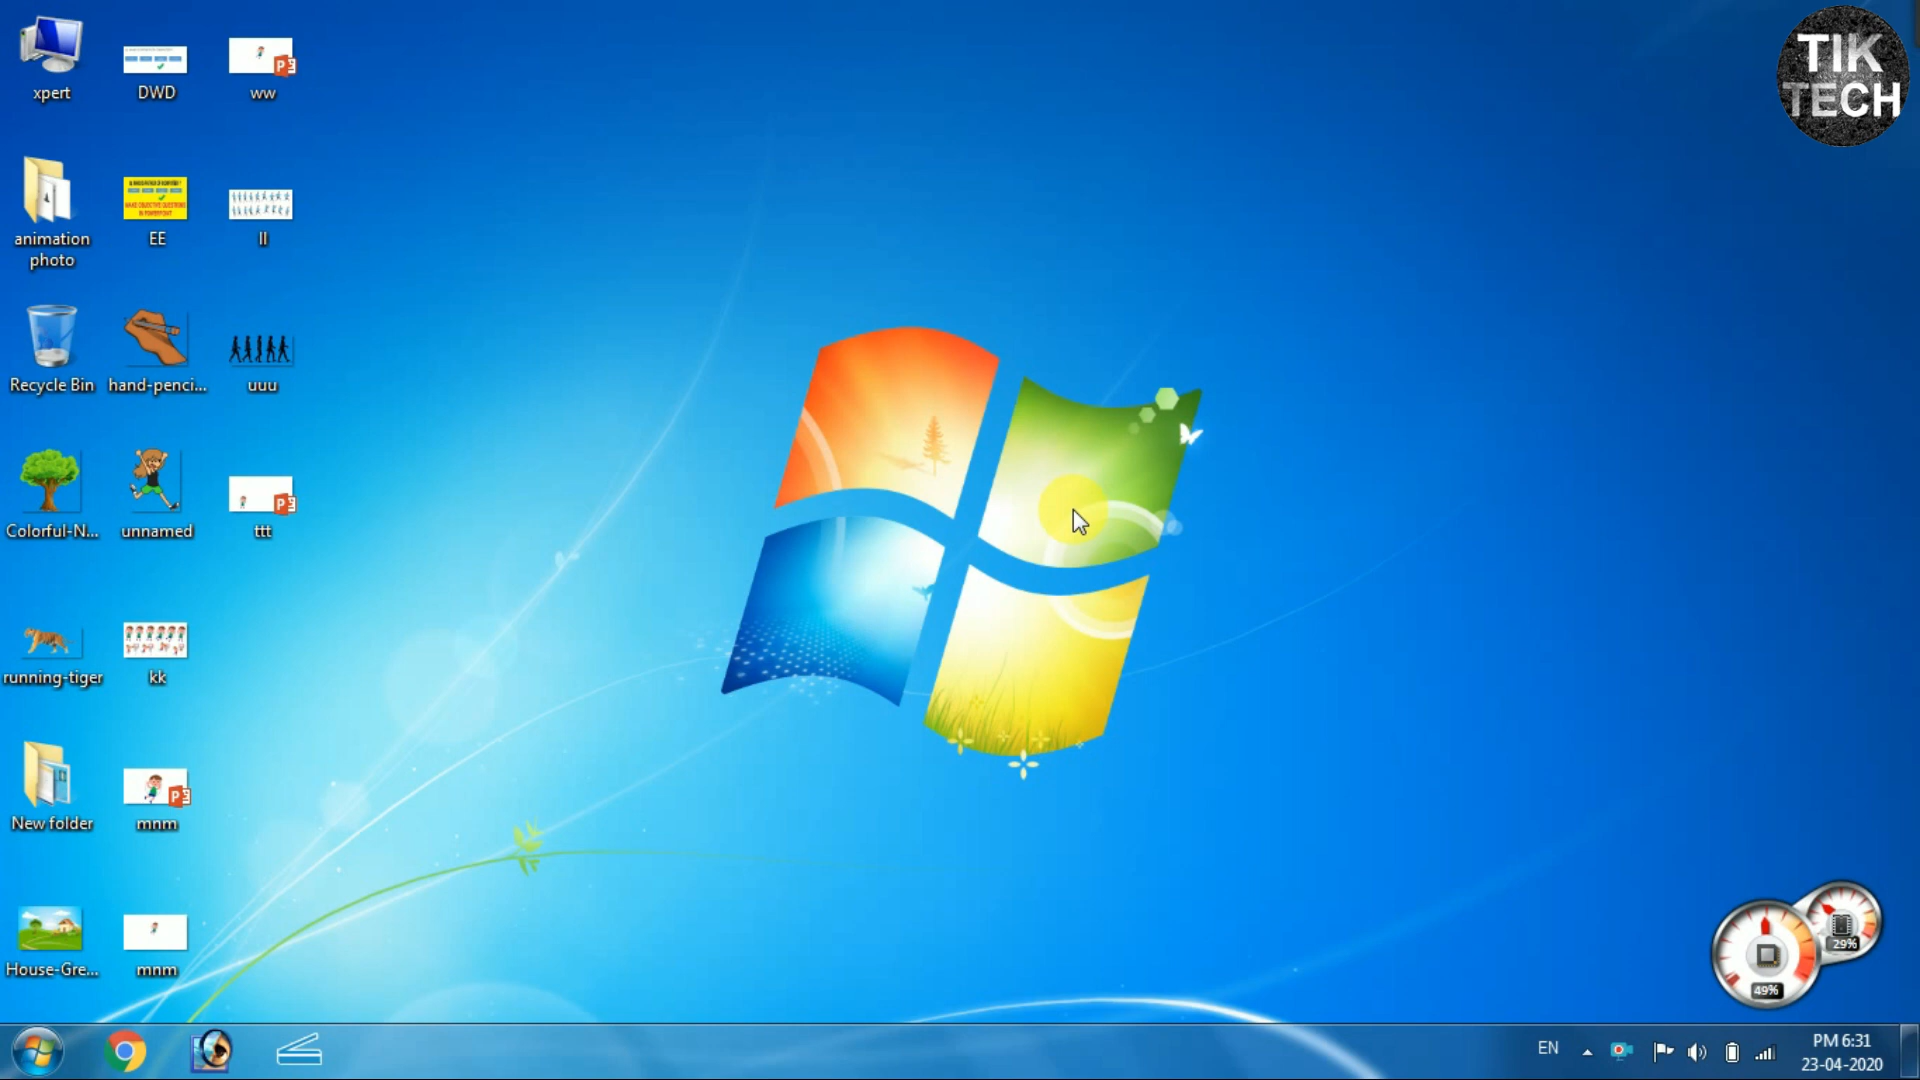 TIK
TECH
xpert
DWD
ww
animation
photo
EE
ll
Recycle Bin
hand-penci...
uuu
Colorful-N...
unnamed
ttt
running-tiger
kk
New folder
mnm
House-Gre...
mnm
29%
49%
EN
PM 6:31
23-04-2020